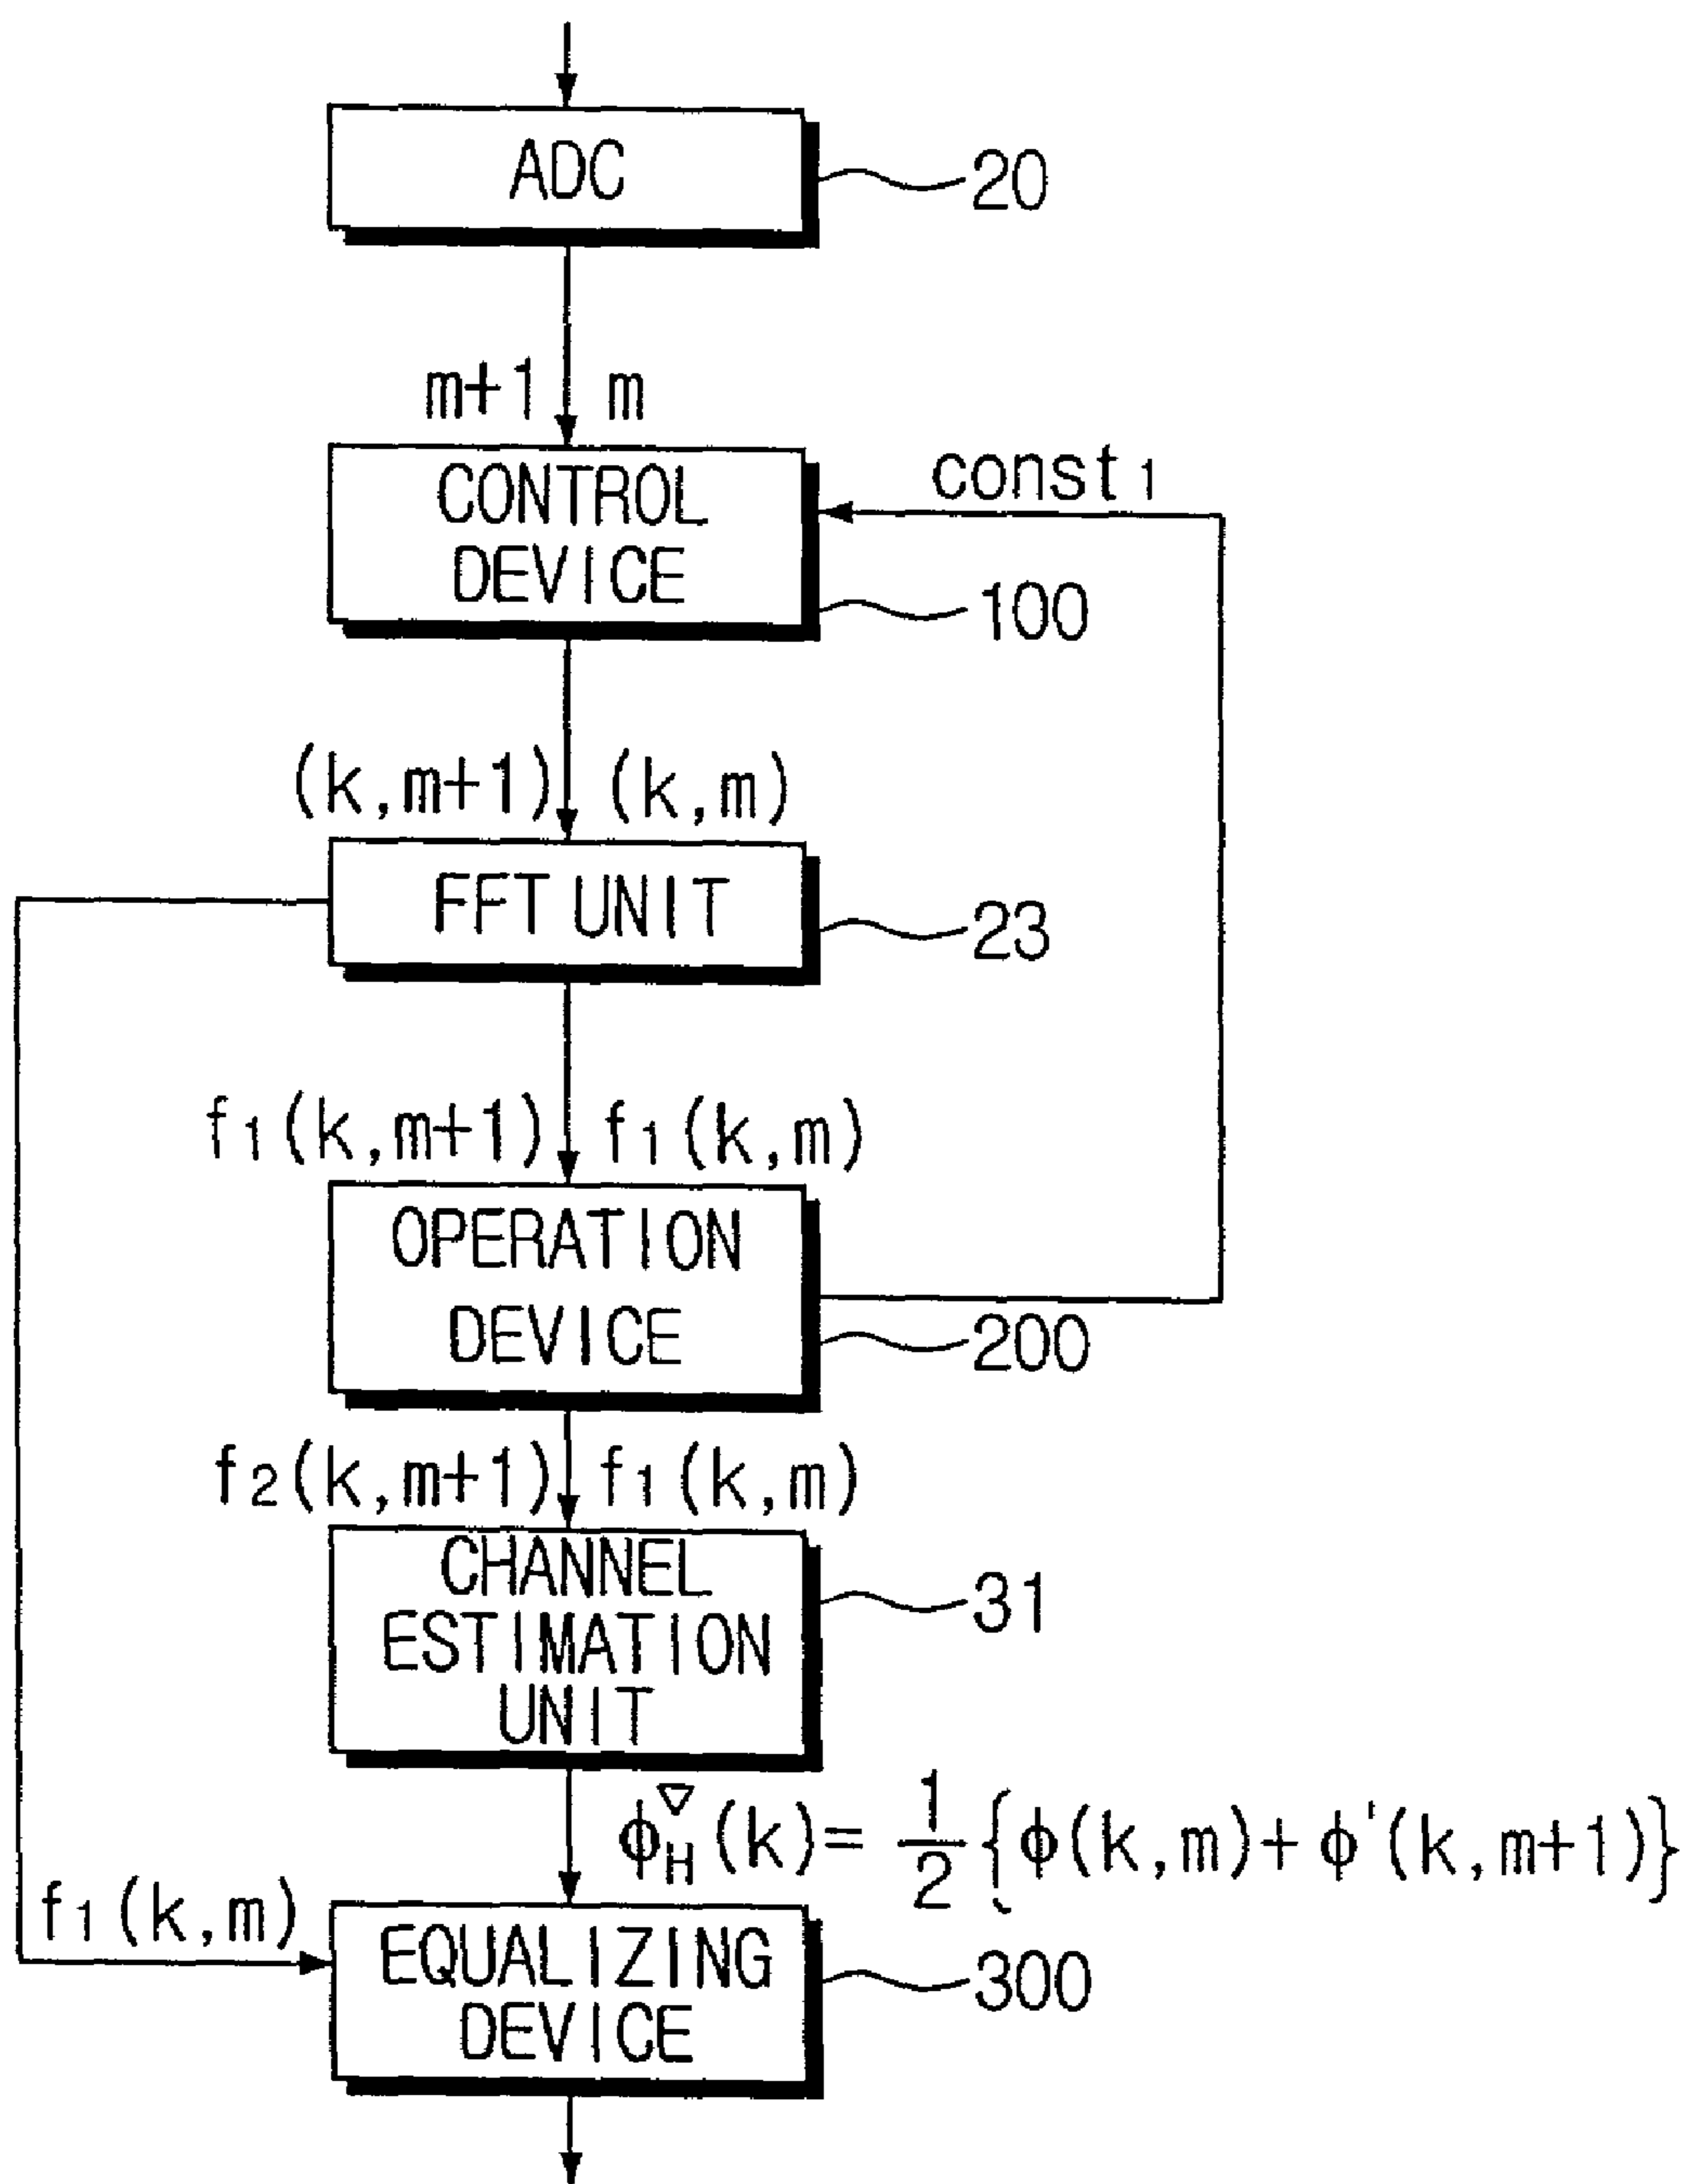 ADC
20
m+1 m
CONTROL
DEVICE
const₁
100
(k,m+1) (k,m)
FFT UNIT
23
f₁(k,m+1) f₁(k,m)
OPERATION
DEVICE
200
f₂(k,m+1) f₁(k,m)
CHANNEL
ESTIMATION
UNIT
31
ϕ_H^▽(k)= 1/2{ϕ(k,m)+ϕ'(k,m+1)}
f₁(k,m)
EQUALIZING
DEVICE
300